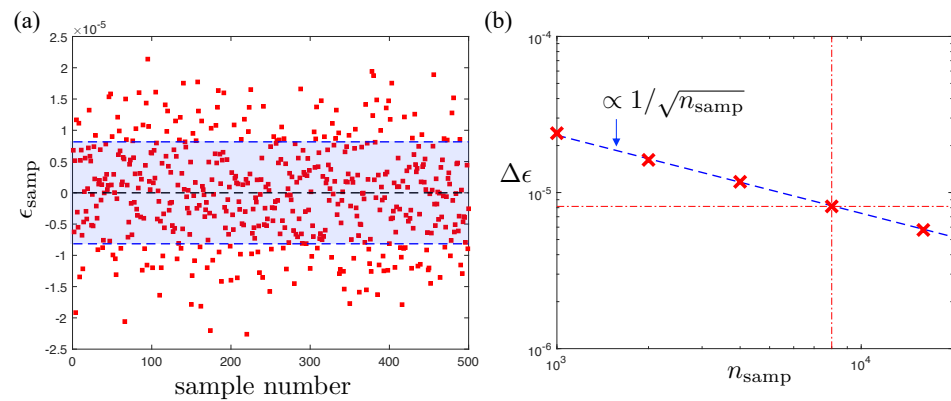 (a)
×10⁻⁵
2.5
2
1.5
1
0.5
0
-0.5
-1
-1.5
-2
-2.5
ϵsamp
0 100 200 300 400 500
sample number
(b)
10⁻⁴
10⁻⁵
10⁻⁶
Δϵ
∝ 1/√nsamp
10³ 10⁴
nsamp